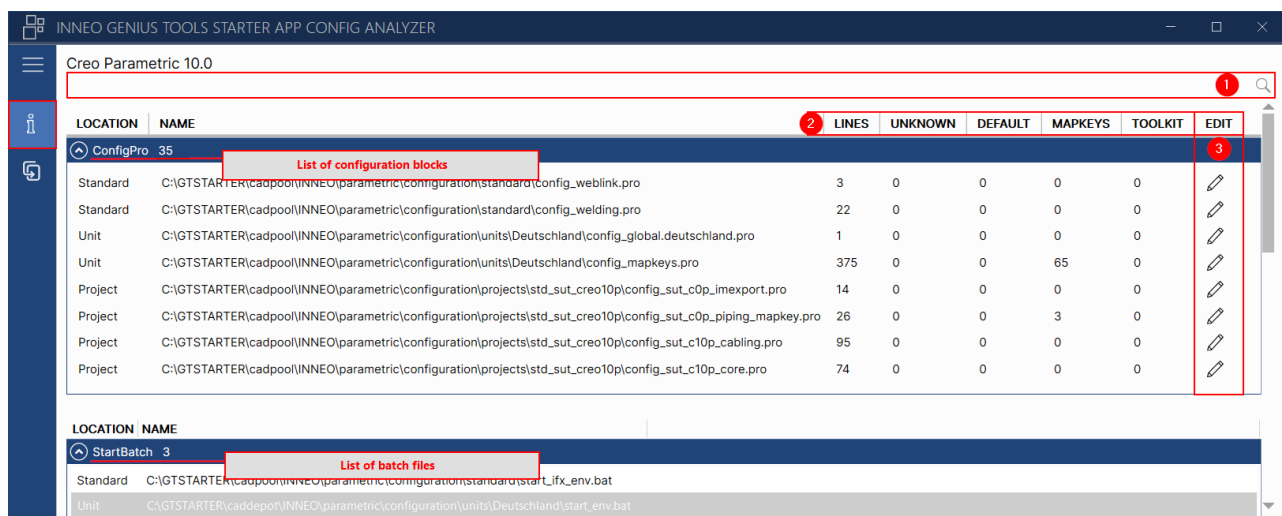 INNEO GENIUS TOOLS STARTER APP CONFIG ANALYZER
Creo Parametric 10.0
1
LOCATION NAME 2 LINES UNKNOWN DEFAULT MAPKEYS TOOLKIT EDIT
ConfigPro 35 3
List of configuration blocks
Standard C:\GTSTARTER\cadpool\INNEO\parametric\configuration\standard\config_weblink.pro 3 0 0 0 0
Standard C:\GTSTARTER\cadpool\INNEO\parametric\configuration\standard\config_welding.pro 22 0 0 0 0
Unit C:\GTSTARTER\cadpool\INNEO\parametric\configuration\units\Deutschland\config_global.deutschland.pro 1 0 0 0 0
Unit C:\GTSTARTER\cadpool\INNEO\parametric\configuration\units\Deutschland\config_mapkeys.pro 375 0 0 65 0
Project C:\GTSTARTER\cadpool\INNEO\parametric\configuration\projects\std_sut_creo10p\config_sut_c0p_imexport.pro 14 0 0 0 0
Project C:\GTSTARTER\cadpool\INNEO\parametric\configuration\projects\std_sut_creo10p\config_sut_c0p_piping_mapkey.pro 26 0 0 3 0
Project C:\GTSTARTER\cadpool\INNEO\parametric\configuration\projects\std_sut_creo10p\config_sut_c10p_cabling.pro 95 0 0 0 0
Project C:\GTSTARTER\cadpool\INNEO\parametric\configuration\projects\std_sut_creo10p\config_sut_c10p_core.pro 74 0 0 0 0
LOCATION NAME
StartBatch 3
List of batch files
Standard C:\GTSTARTER\cadpool\INNEO\parametric\configuration\standard\start_ifx_env.bat
Unit C:\GTSTARTER\caddepot\INNEO\parametric\configuration\units\Deutschland\start_env.bat